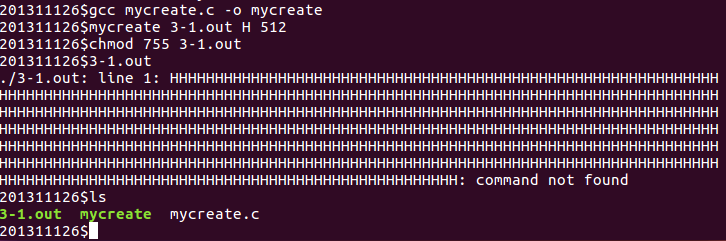 201311126$gcc mycreate.c -o mycreate
201311126$mycreate 3-1.out H 512
201311126$chmod 755 3-1.out
201311126$3-1.out
./3-1.out: line 1: HHHHHHHHHHHHHHHHHHHHHHHHHHHHHHHHHHHHHHHHHHHHHHHHHHHHHHHHHHHHH
HHHHHHHHHHHHHHHHHHHHHHHHHHHHHHHHHHHHHHHHHHHHHHHHHHHHHHHHHHHHHHHHHHHHHHHHHHHHHHHH
HHHHHHHHHHHHHHHHHHHHHHHHHHHHHHHHHHHHHHHHHHHHHHHHHHHHHHHHHHHHHHHHHHHHHHHHHHHHHHHH
HHHHHHHHHHHHHHHHHHHHHHHHHHHHHHHHHHHHHHHHHHHHHHHHHHHHHHHHHHHHHHHHHHHHHHHHHHHHHHHH
HHHHHHHHHHHHHHHHHHHHHHHHHHHHHHHHHHHHHHHHHHHHHHHHHHHHHHHHHHHHHHHHHHHHHHHHHHHHHHHH
HHHHHHHHHHHHHHHHHHHHHHHHHHHHHHHHHHHHHHHHHHHHHHHHHHHHHHHHHHHHHHHHHHHHHHHHHHHHHHHH
HHHHHHHHHHHHHHHHHHHHHHHHHHHHHHHHHHHHHHHHHHHHHHHHHHH: command not found
201311126$ls
3-1.out  mycreate  mycreate.c
201311126$